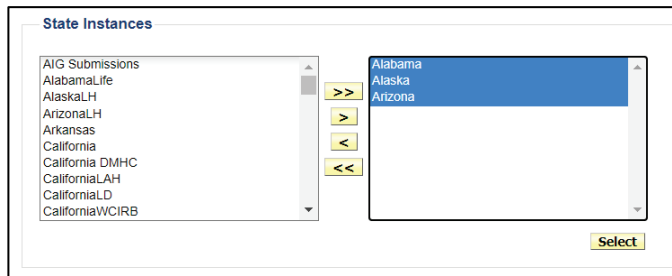 State Instances
AIG Submissions
AlabamaLife
AlaskaLH
ArizonaLH
Arkansas
California
California DMHC
CaliforniaLAH
CaliforniaLD
CaliforniaWCIRB
>>
>
<
<<
Alabama
Alaska
Arizona
Select